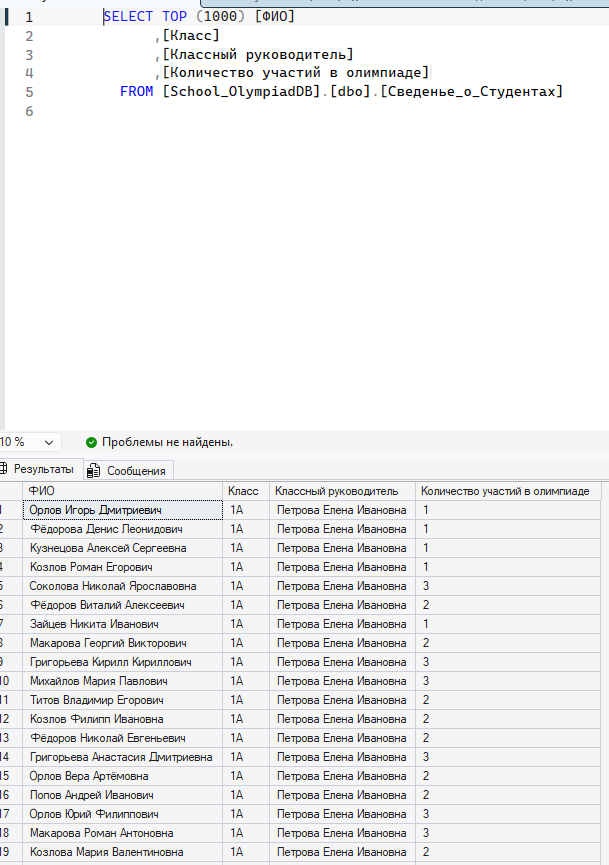 1 SELECT TOP (1000) [ФИО]
2 ,[Класс]
3 ,[Классный руководитель]
4 ,[Количество участий в олимпиаде]
5 FROM [School_OlympiadDB].[dbo].[Сведенье_о_Студентах]
6
10 % Проблемы не найдены.
Результаты Сообщения
ФИО Класс Классный руководитель Количество участий в олимпиаде
1 Орлов Игорь Дмитриевич 1А Петрова Елена Ивановна 1
2 Фёдорова Денис Леонидович 1А Петрова Елена Ивановна 1
3 Кузнецова Алексей Сергеевна 1А Петрова Елена Ивановна 1
4 Козлов Роман Егорович 1А Петрова Елена Ивановна 1
5 Соколова Николай Ярославовна 1А Петрова Елена Ивановна 3
6 Фёдоров Виталий Алексеевич 1А Петрова Елена Ивановна 2
7 Зайцев Никита Иванович 1А Петрова Елена Ивановна 1
8 Макарова Георгий Викторович 1А Петрова Елена Ивановна 2
9 Григорьева Кирилл Кириллович 1А Петрова Елена Ивановна 3
10 Михайлов Мария Павлович 1А Петрова Елена Ивановна 3
11 Титов Владимир Егорович 1А Петрова Елена Ивановна 2
12 Козлов Филипп Ивановна 1А Петрова Елена Ивановна 2
13 Фёдоров Николай Евгеньевич 1А Петрова Елена Ивановна 2
14 Григорьева Анастасия Дмитриевна 1А Петрова Елена Ивановна 3
15 Орлов Вера Артёмовна 1А Петрова Елена Ивановна 2
16 Попов Андрей Иванович 1А Петрова Елена Ивановна 2
17 Орлов Юрий Филиппович 1А Петрова Елена Ивановна 3
18 Макарова Роман Антоновна 1А Петрова Елена Ивановна 3
19 Козлова Мария Валентиновна 1А Петрова Елена Ивановна 2